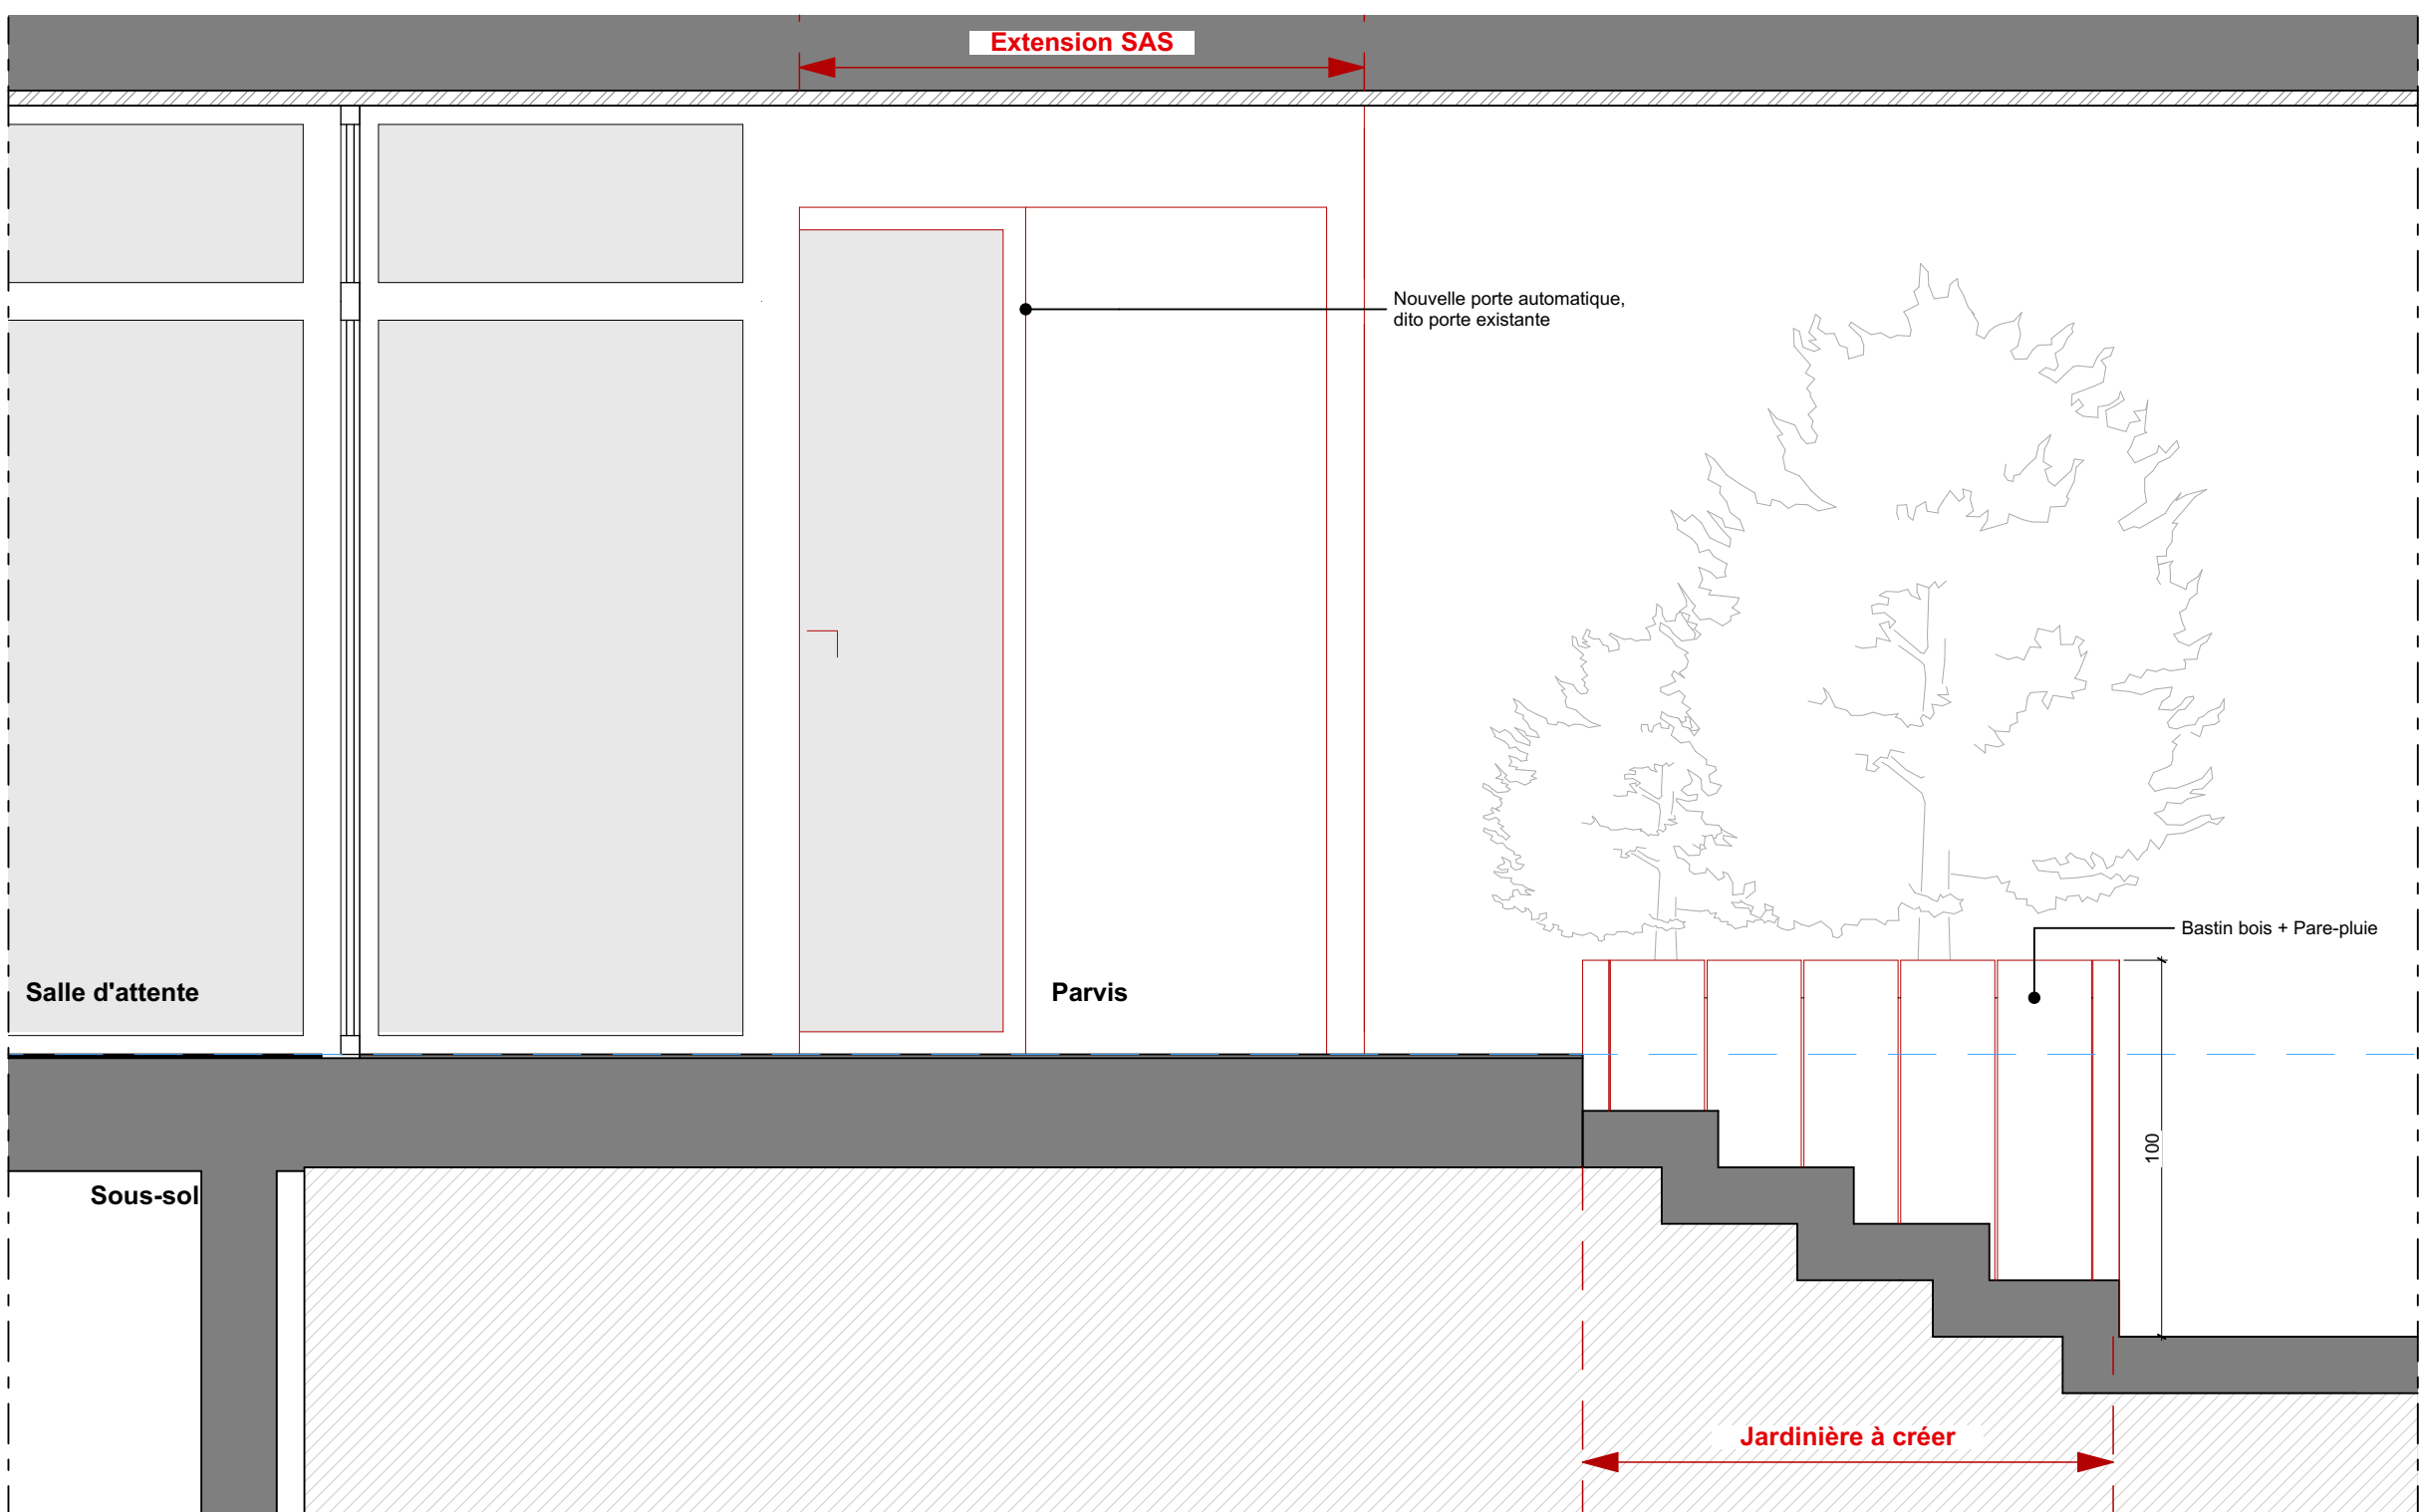 Extension SAS
Nouvelle porte automatique,
dito porte existante
Bastin bois + Pare-pluie
Salle d'attente
Parvis
100
Sous-sol
Jardinière à créer